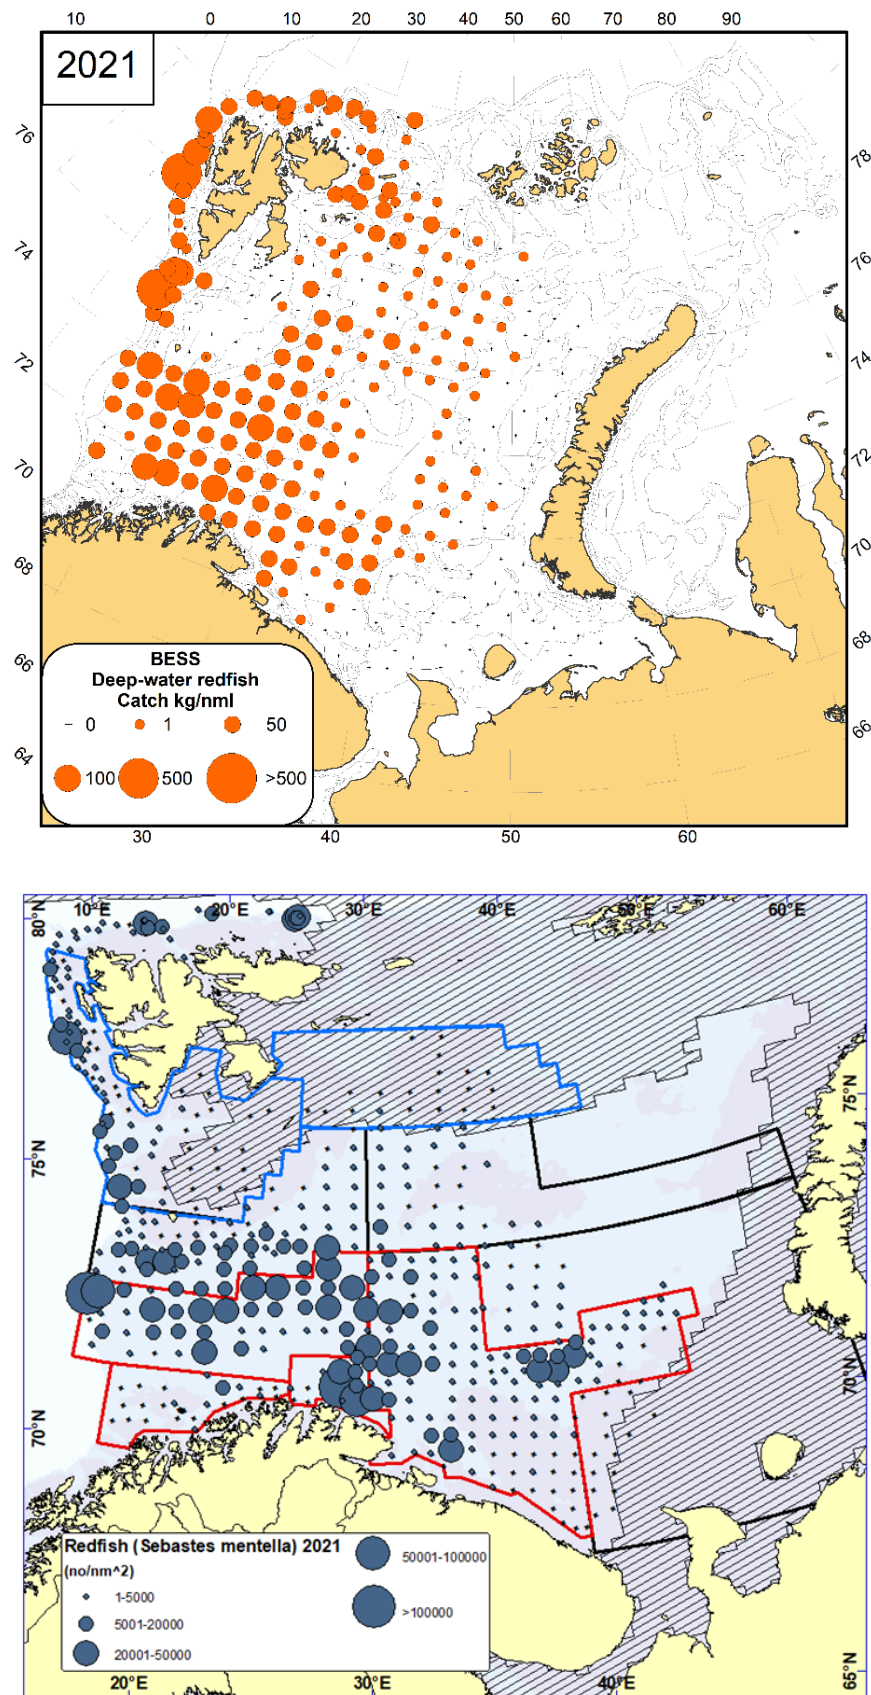 10 0 10 20 30 40 50 60 70 80 90
2021
76
78
74
76
72
74
70
72
68
70
66
68
64
66
BESS
Deep-water redfish
Catch kg/nml
0 1 50
100 500 >500
30 40 50 60
10°E 20°E 30°E 40°E 50°E 60°E
80°N
75°N
75°N
70°N
70°N
Redfish (Sebastes mentella) 2021
(no/nm^2)
1-5000
5001-20000
20001-50000
50001-100000
>100000
65°N
20°E 30°E 40°E